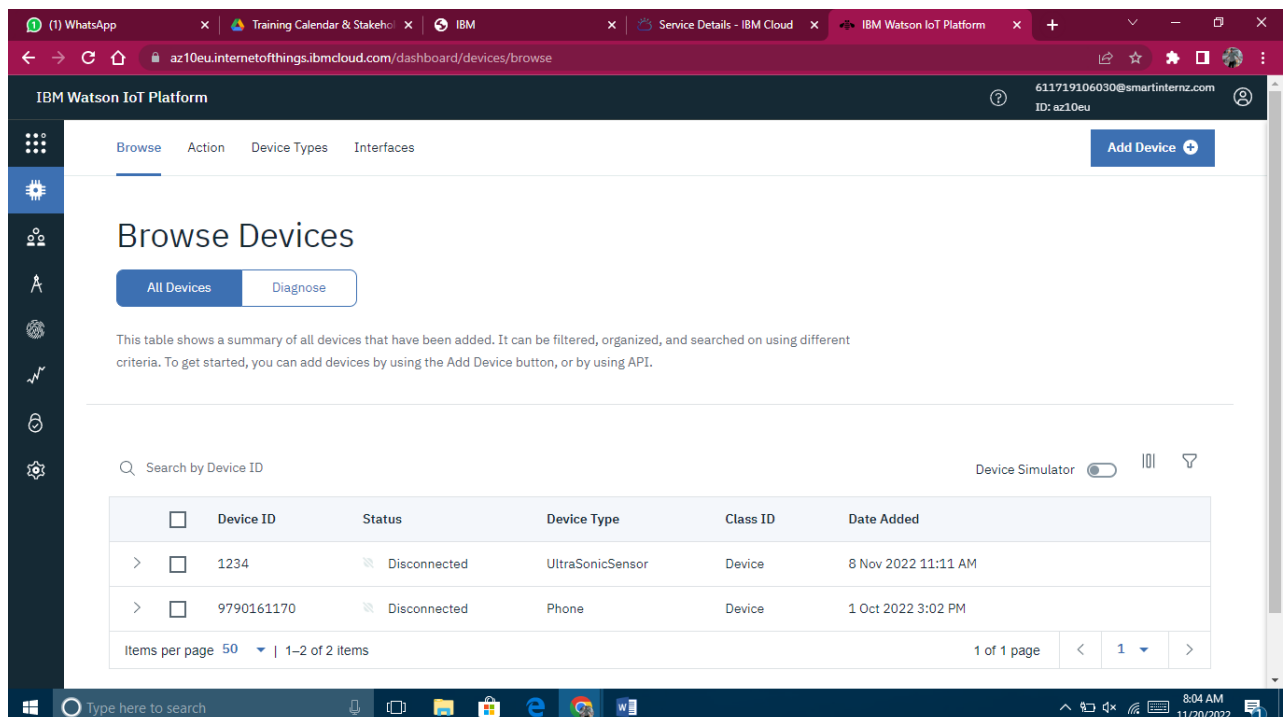 (1) WhatsApp
Training Calendar & Stakehol
IBM
Service Details - IBM Cloud
IBM Watson IoT Platform
az10eu.internetofthings.ibmcloud.com/dashboard/devices/browse
IBM Watson IoT Platform
611719106030@smartinternz.com
ID: az10eu
Browse Action Device Types Interfaces
Add Device
Browse Devices
All Devices Diagnose
This table shows a summary of all devices that have been added. It can be filtered, organized, and searched on using different
criteria. To get started, you can add devices by using the Add Device button, or by using API.
Search by Device ID
Device Simulator
Device ID Status Device Type Class ID Date Added
1234 Disconnected UltraSonicSensor Device 8 Nov 2022 11:11 AM
9790161170 Disconnected Phone Device 1 Oct 2022 3:02 PM
Items per page 50 | 1–2 of 2 items
1 of 1 page < 1 >
Type here to search
8:04 AM
11/20/2022